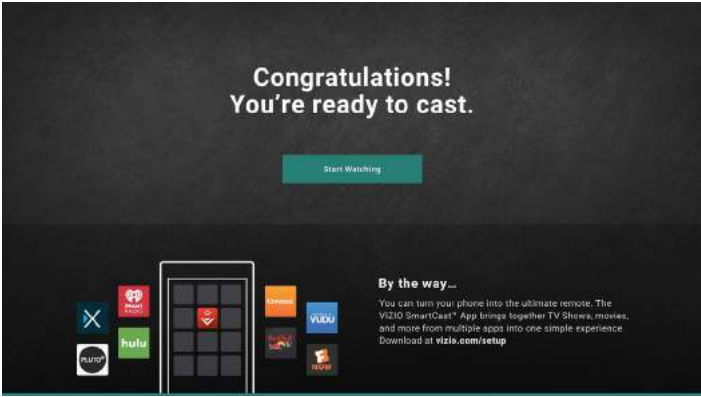 Congratulations!
You're ready to cast.
Start Watching
By the way...
You can turn your phone into the ultimate remote. The
VIZIO SmartCast™ App brings together TV Shows, movies,
and more from multiple apps into one simple experience
Download at vizio.com/setup
iHeart
RADIO
hulu
PLUTO
VUDU
NOW